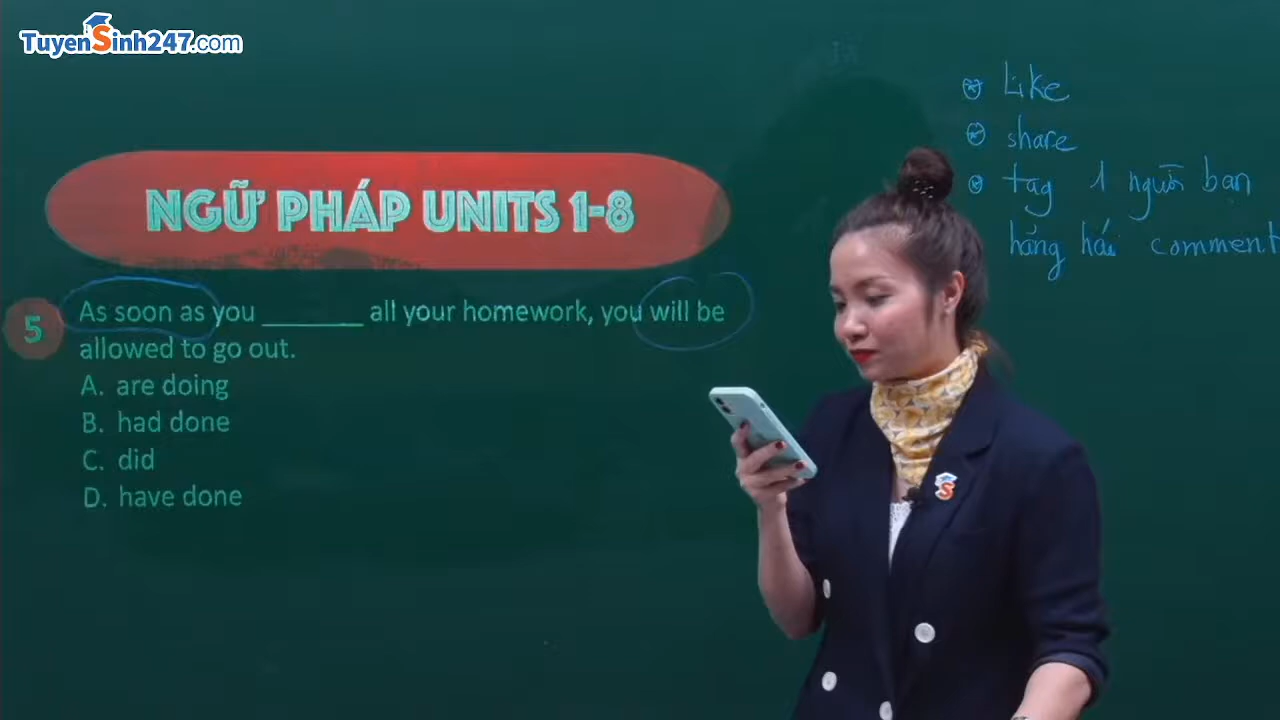 TuyenSinh247.com
Like
share
tag 1 người bạn
hăng hái comment
NGỮ PHÁP UNITS 1-8
5
As soon as you ________ all your homework, you will be
allowed to go out.
A. are doing
B. had done
C. did
D. have done
S